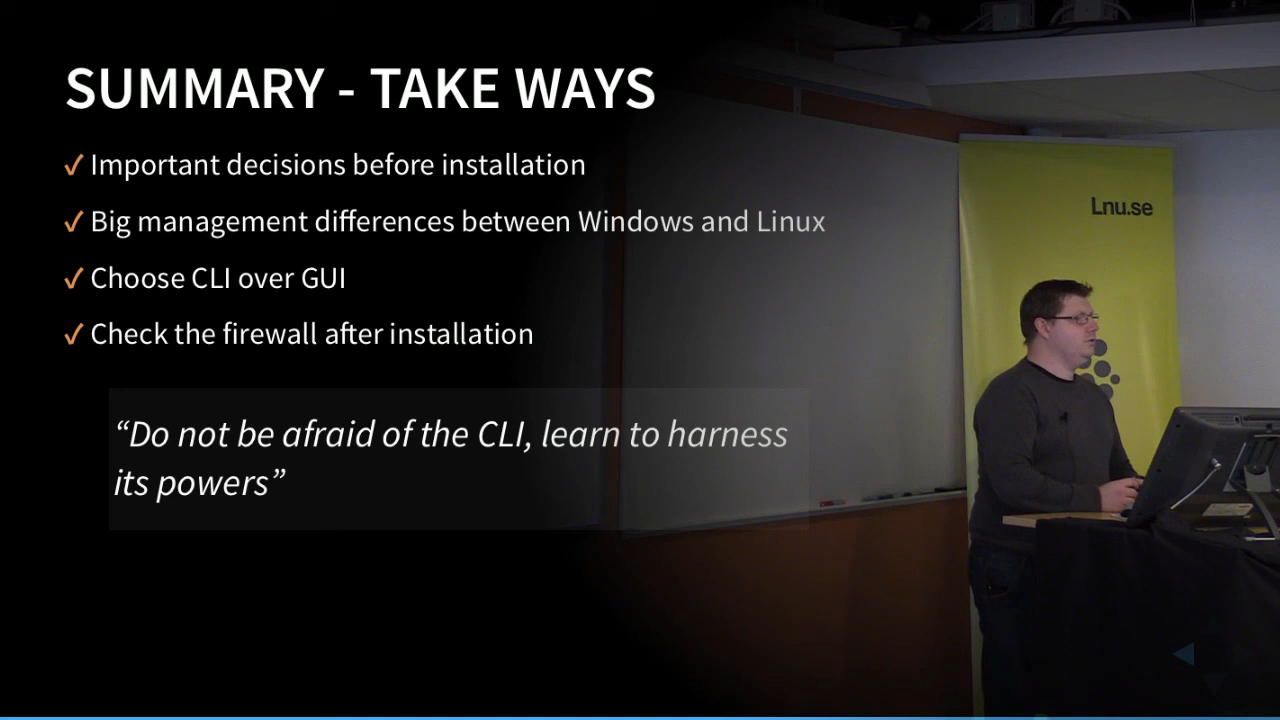 SUMMARY - TAKE WAYS
✓ Important decisions before installation
✓ Big management differences between Windows and Linux
✓ Choose CLI over GUI
✓ Check the firewall after installation
“Do not be afraid of the CLI, learn to harness
its powers”
Lnu.se